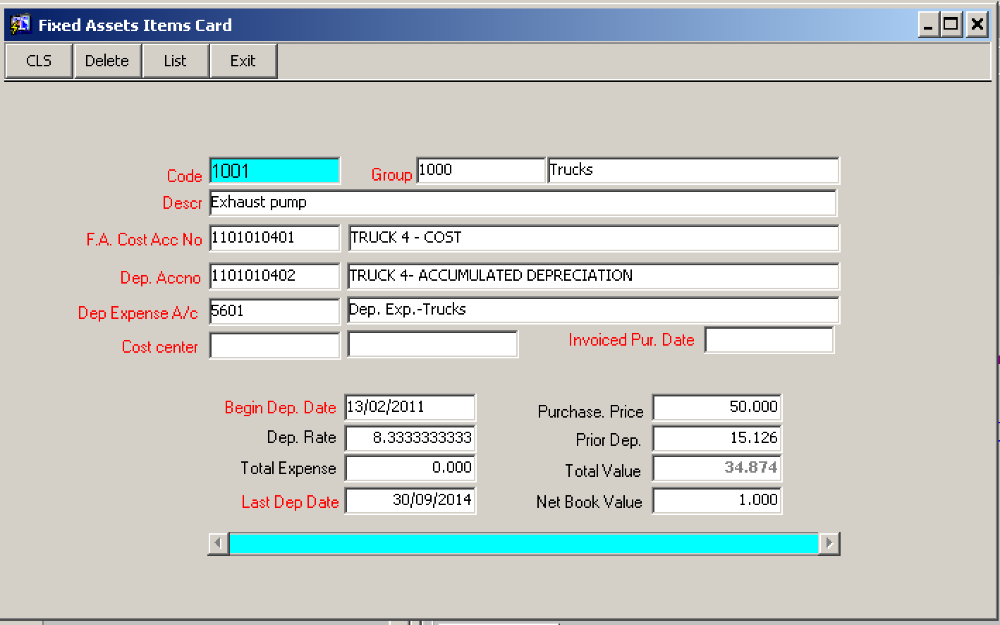 Fixed Assets Items Card
CLS Delete List Exit
Code 1001 Group 1000 Trucks
Descr Exhaust pump
F.A. Cost Acc No 1101010401 TRUCK 4 - COST
Dep. Accno 1101010402 TRUCK 4- ACCUMULATED DEPRECIATION
Dep Expense A/c 5601 Dep. Exp.-Trucks
Cost center Invoiced Pur. Date
Begin Dep. Date 13/02/2011 Purchase. Price 50.000
Dep. Rate 8.3333333333 Prior Dep. 15.126
Total Expense 0.000 Total Value 34.874
Last Dep Date 30/09/2014 Net Book Value 1.000